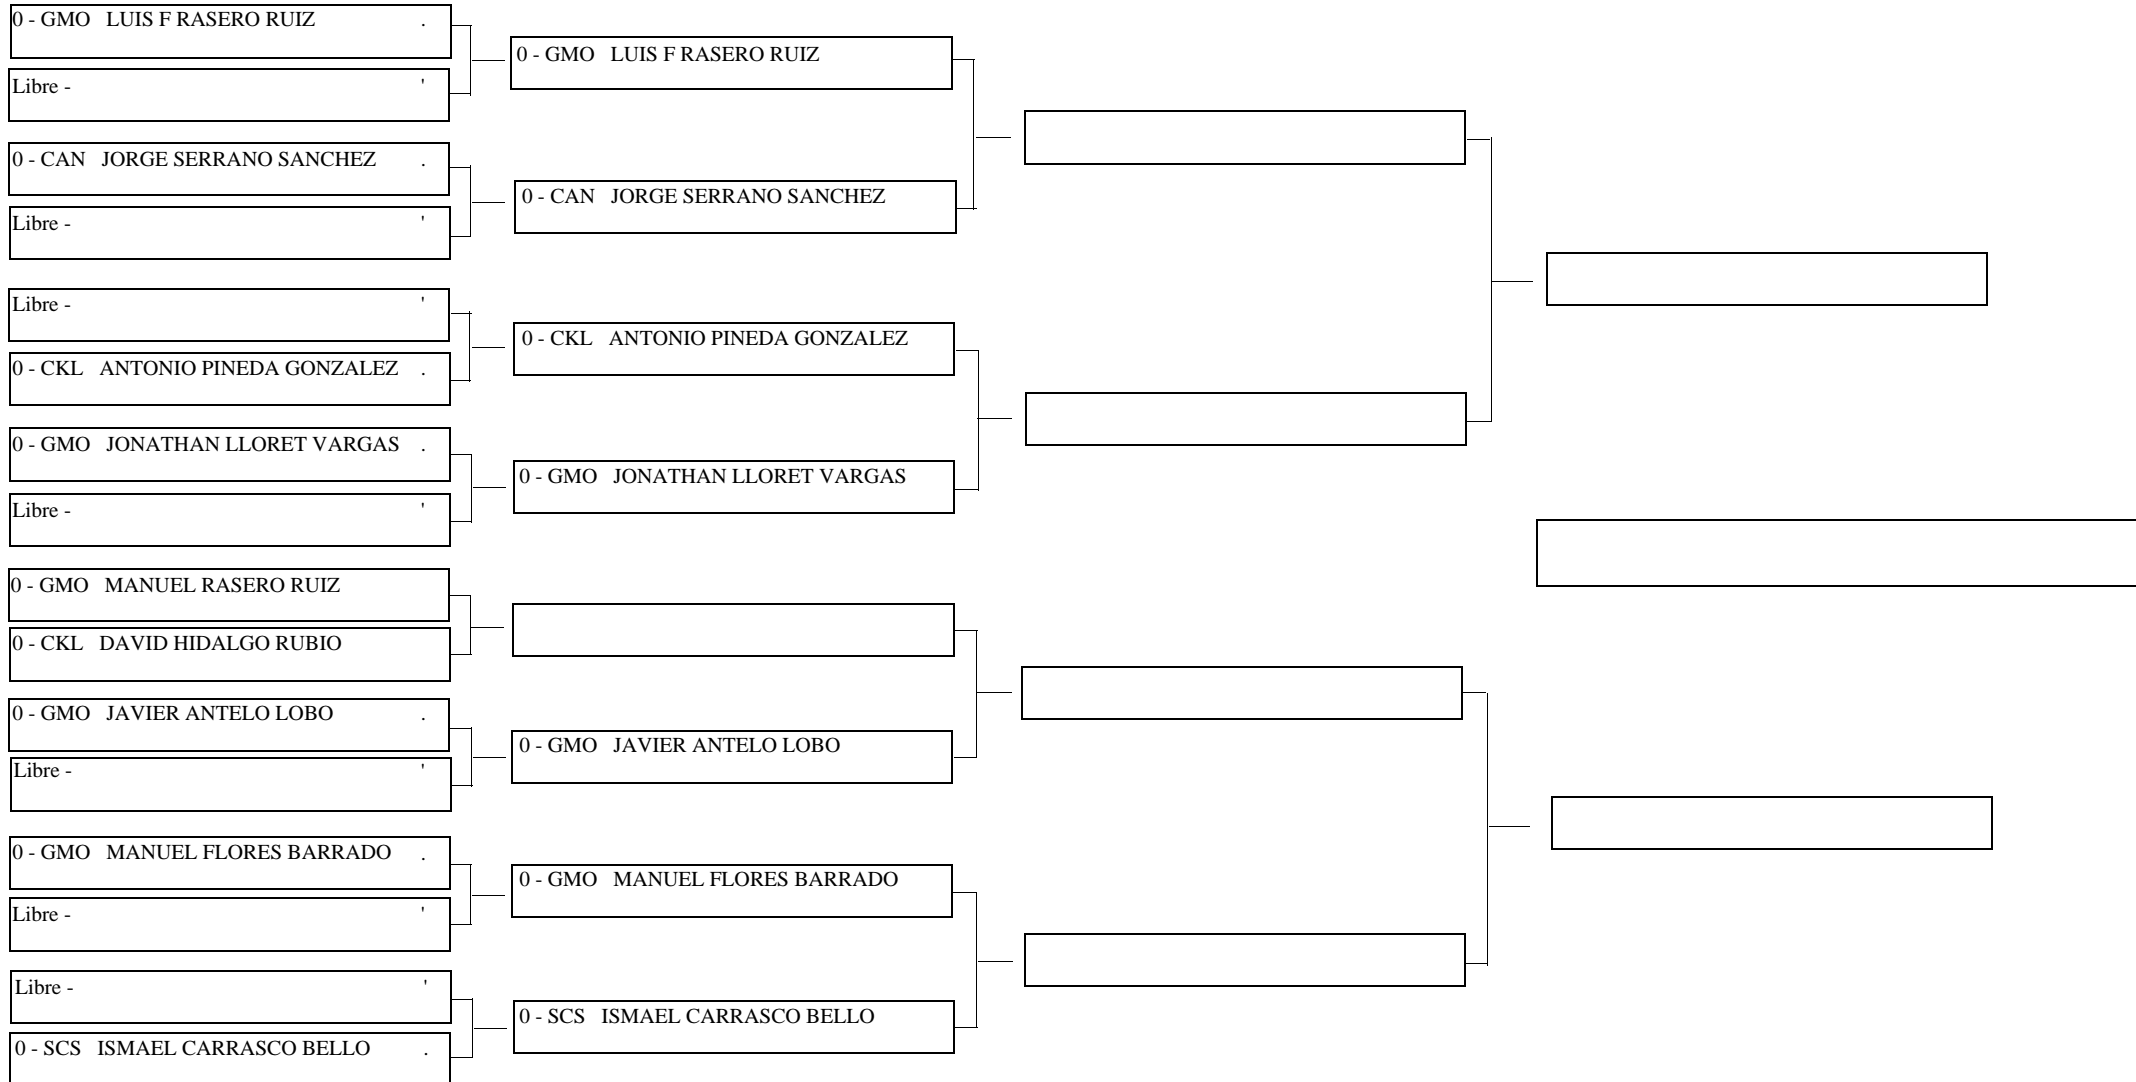 0 - GMO   LUIS F RASERO RUIZ .
Libre - '
0 - CAN   JORGE SERRANO SANCHEZ .
Libre - '
Libre - '
0 - CKL   ANTONIO PINEDA GONZALEZ .
0 - GMO   JONATHAN LLORET VARGAS .
Libre - '
0 - GMO   MANUEL RASERO RUIZ
0 - CKL   DAVID HIDALGO RUBIO
0 - GMO   JAVIER ANTELO LOBO .
Libre - '
0 - GMO   MANUEL FLORES BARRADO .
Libre - '
Libre - '
0 - SCS   ISMAEL CARRASCO BELLO .
0 - GMO   LUIS F RASERO RUIZ
0 - CAN   JORGE SERRANO SANCHEZ
0 - CKL   ANTONIO PINEDA GONZALEZ
0 - GMO   JONATHAN LLORET VARGAS
0 - GMO   JAVIER ANTELO LOBO
0 - GMO   MANUEL FLORES BARRADO
0 - SCS   ISMAEL CARRASCO BELLO